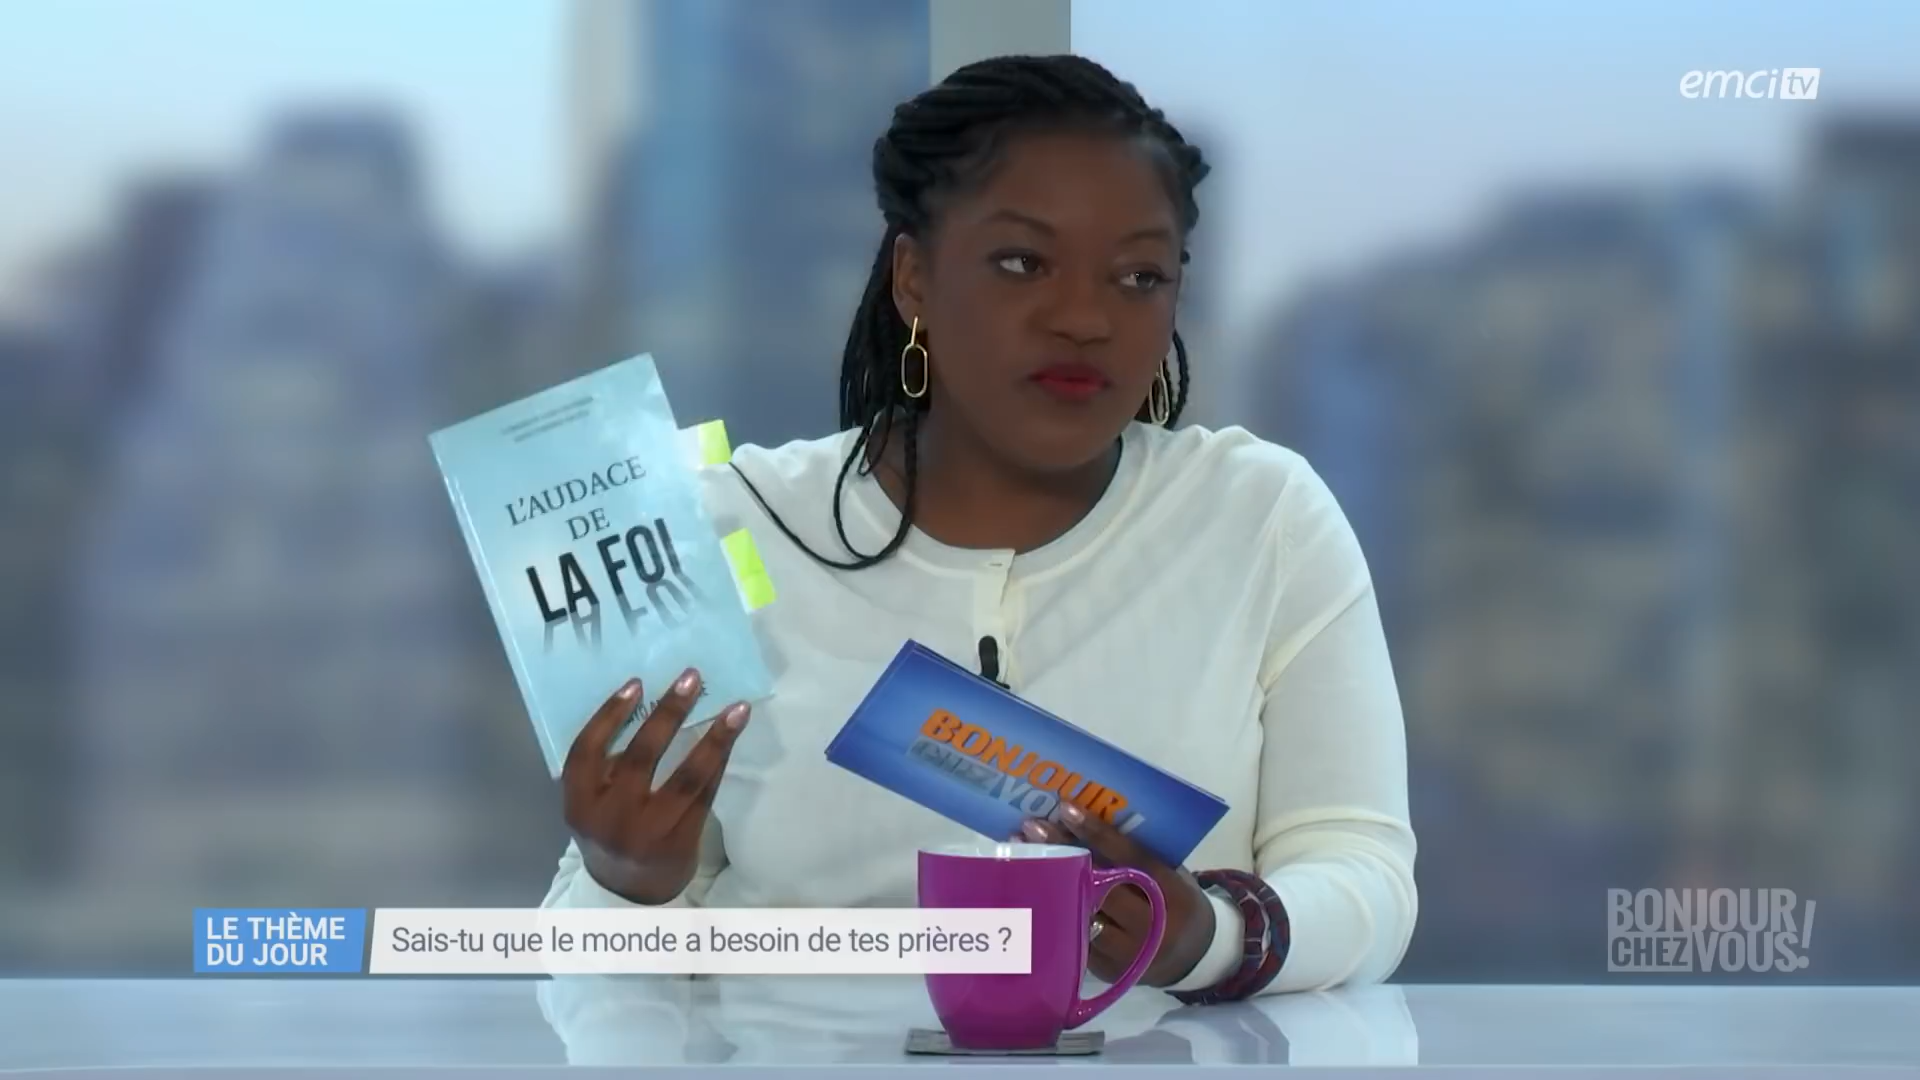 emci tv
L'AUDACE
DE
LA FOI
BONJOUR
CHEZ
LE THÈME
DU JOUR
Sais-tu que le monde a besoin de tes prières ?
BONJOUR
CHEZ VOUS!